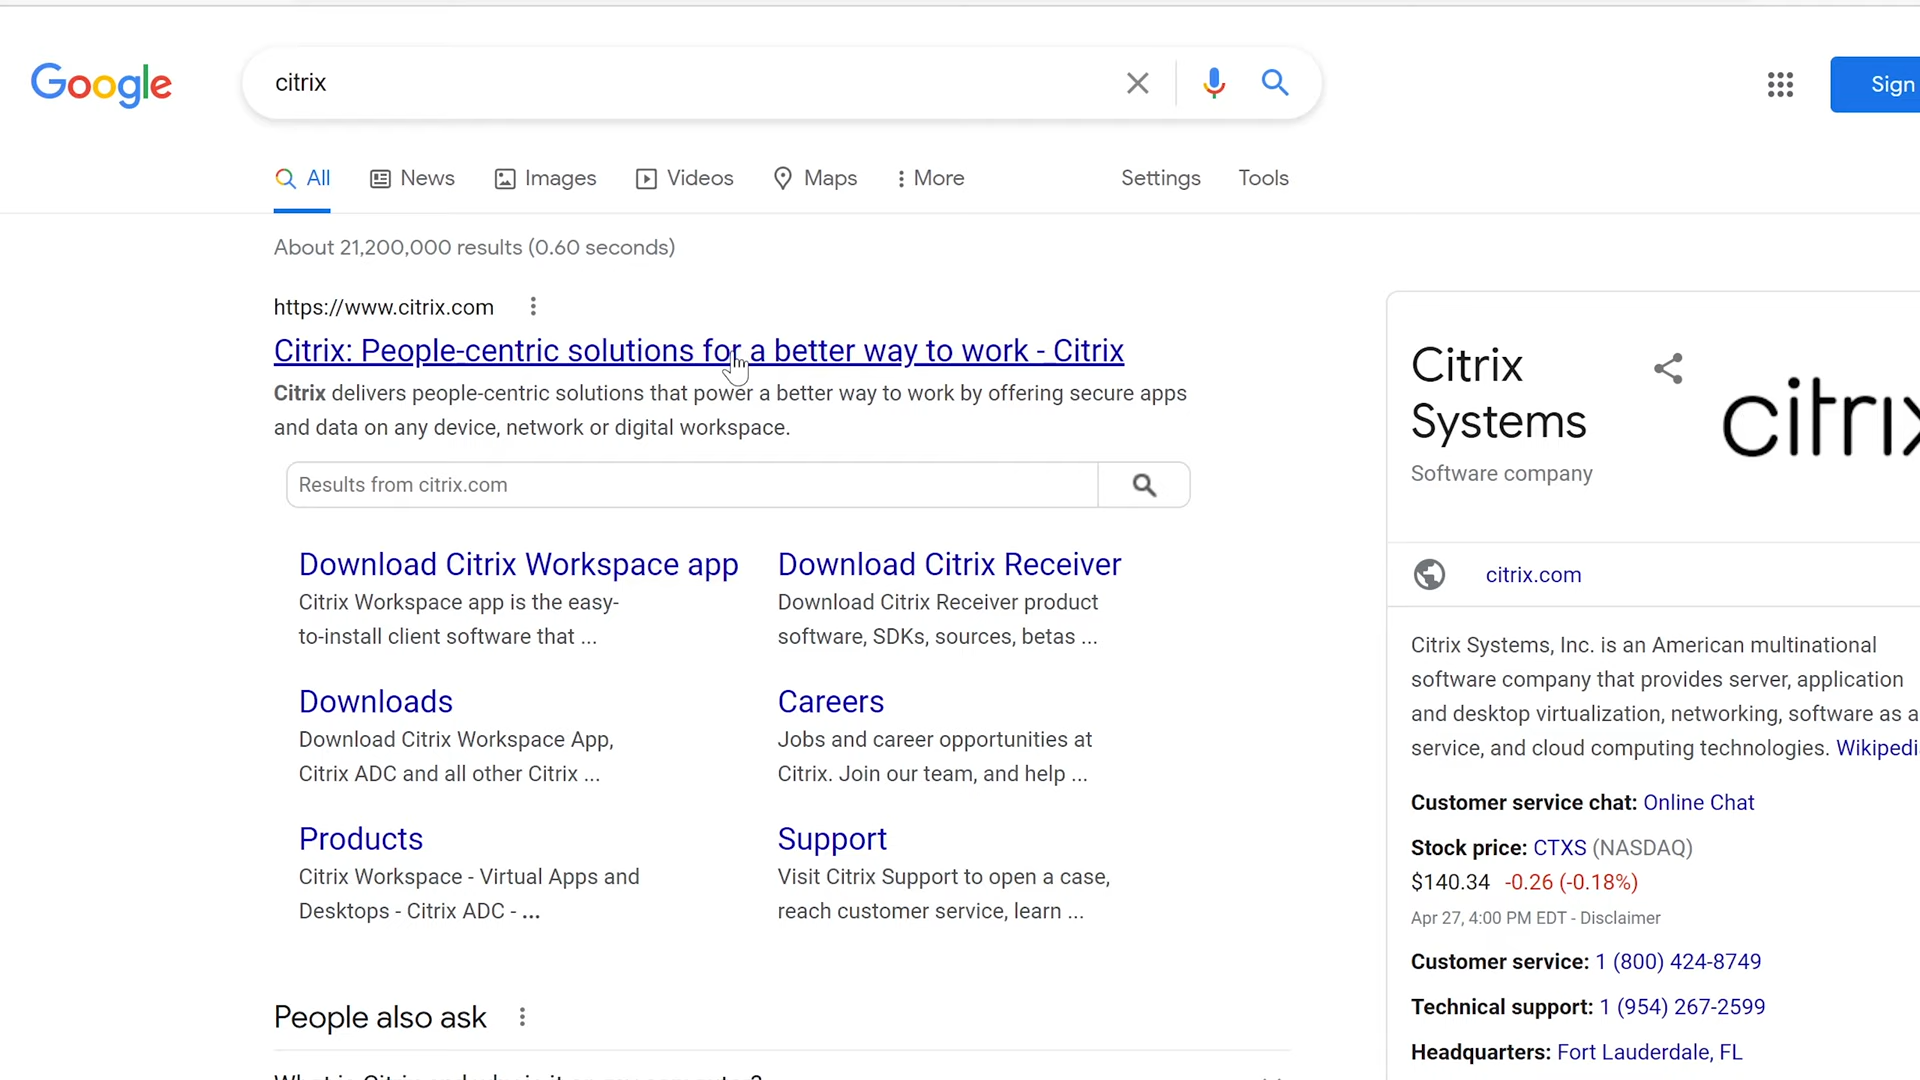 Google
citrix
Sign
All
News
Images
Videos
Maps
More
Settings
Tools
About 21,200,000 results (0.60 seconds)
https://www.citrix.com
Citrix: People-centric solutions for a better way to work - Citrix
Citrix delivers people-centric solutions that power a better way to work by offering secure apps
and data on any device, network or digital workspace.
Results from citrix.com
Download Citrix Workspace app
Citrix Workspace app is the easy-
to-install client software that ...
Download Citrix Receiver
Download Citrix Receiver product
software, SDKs, sources, betas ...
Downloads
Download Citrix Workspace App,
Citrix ADC and all other Citrix ...
Careers
Jobs and career opportunities at
Citrix. Join our team, and help ...
Products
Citrix Workspace - Virtual Apps and
Desktops - Citrix ADC - ...
Support
Visit Citrix Support to open a case,
reach customer service, learn ...
People also ask
Citrix
Systems
citrix
Software company
citrix.com
Citrix Systems, Inc. is an American multinational
software company that provides server, application
and desktop virtualization, networking, software as a
service, and cloud computing technologies. Wikipedi
Customer service chat: Online Chat
Stock price: CTXS (NASDAQ)
$140.34 -0.26 (-0.18%)
Apr 27, 4:00 PM EDT - Disclaimer
Customer service: 1 (800) 424-8749
Technical support: 1 (954) 267-2599
Headquarters: Fort Lauderdale, FL